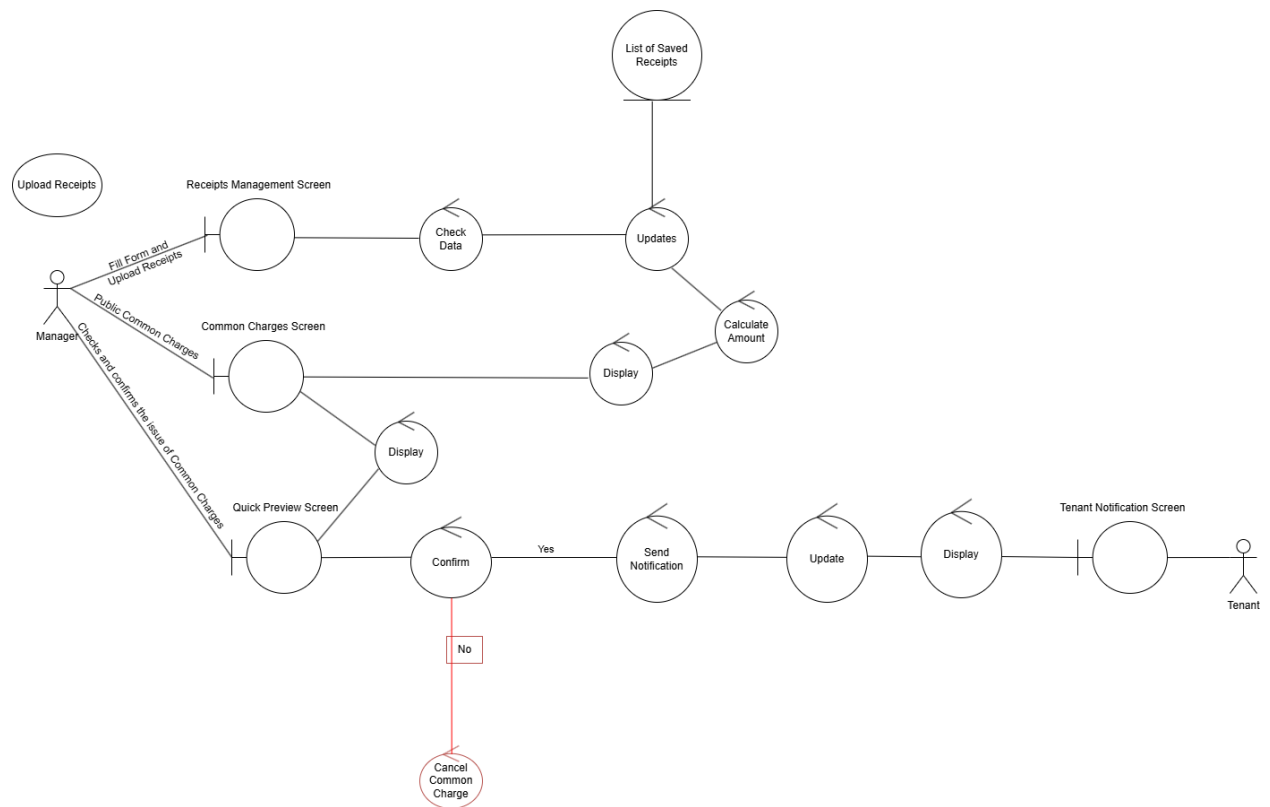 List of Saved
Receipts
Upload Receipts
Receipts Management Screen
Check
Data
Updates
Fill Form and
Upload Receipts
Manager
Public Common Charges
Common Charges Screen
Calculate
Amount
Display
Checks and confirms the issue of Common Charges
Display
Quick Preview Screen
Tenant Notification Screen
Confirm
Yes
Send
Notification
Update
Display
Tenant
No
Cancel
Common
Charge